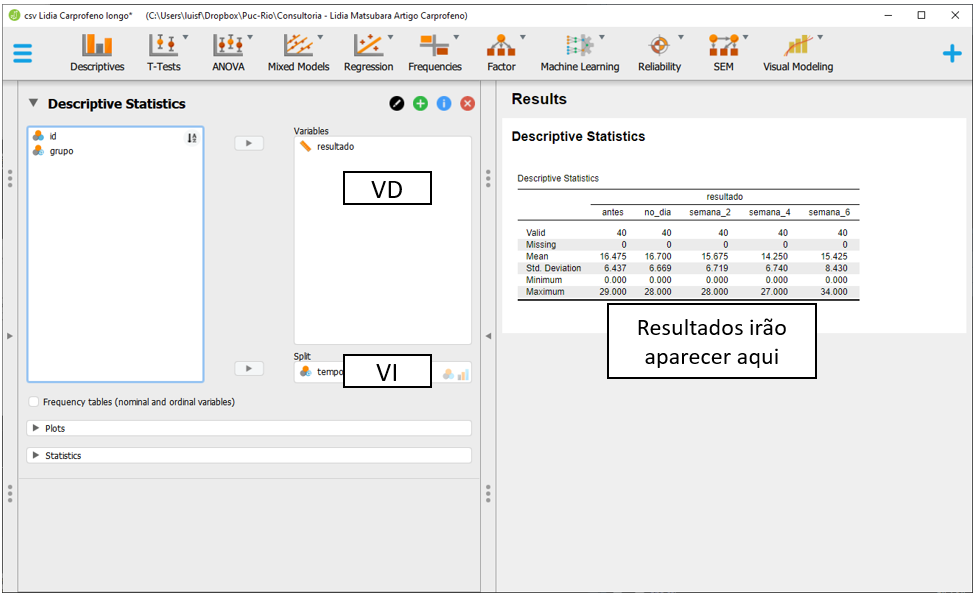 csv Lidia Carprofeno longo* (C:\Users\luisf\Dropbox\Puc-Rio\Consultoria - Lidia Matsubara Artigo Carprofeno)
Descriptives T-Tests ANOVA Mixed Models Regression Frequencies Factor Machine Learning Reliability SEM Visual Modeling
Descriptive Statistics
id
grupo
Variables
resultado
VD
Split
tempo
VI
Frequency tables (nominal and ordinal variables)
Plots
Statistics
Results
Descriptive Statistics
Descriptive Statistics
resultado
antes no_dia semana_2 semana_4 semana_6
Valid 40 40 40 40 40
Missing 0 0 0 0 0
Mean 16.475 16.700 15.675 14.250 15.425
Std. Deviation 6.437 6.669 6.719 6.740 8.430
Minimum 0.000 0.000 0.000 0.000 0.000
Maximum 29.000 28.000 28.000 27.000 34.000
Resultados irão
aparecer aqui